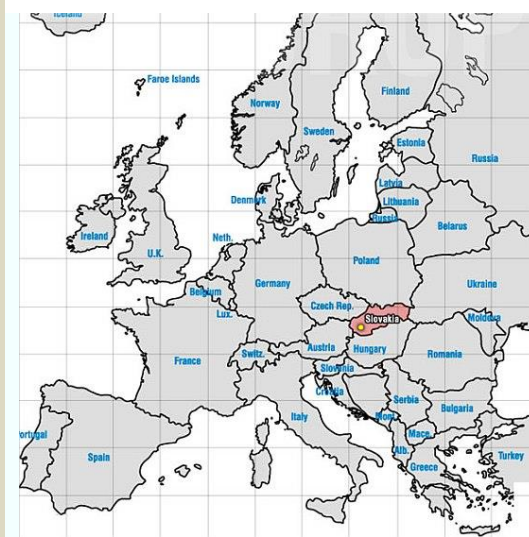 Iceland
Faroe Islands
Norway
Finland
Sweden
Estonia
Russia
Latvia
Lithuania
Russia
Denmark
Belarus
Ireland
U.K.
Neth.
Poland
Germany
Belgium
Ukraine
Czech Rep.
Lux.
Slovakia
Moldova
Austria
Hungary
France
Switz.
Romania
Slovenia
Croatia
Serbia
Italy
Bulgaria
Mont.
Mace.
Portugal
Spain
Alb.
Greece
Turkey